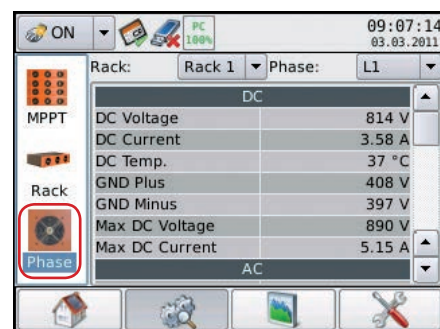 ON
PC
100%
09:07:14
03.03.2011
Rack: Rack 1 Phase: L1
MPPT
Rack
Phase
DC
DC Voltage 814 V
DC Current 3.58 A
DC Temp. 37 °C
GND Plus 408 V
GND Minus 397 V
Max DC Voltage 890 V
Max DC Current 5.15 A
AC